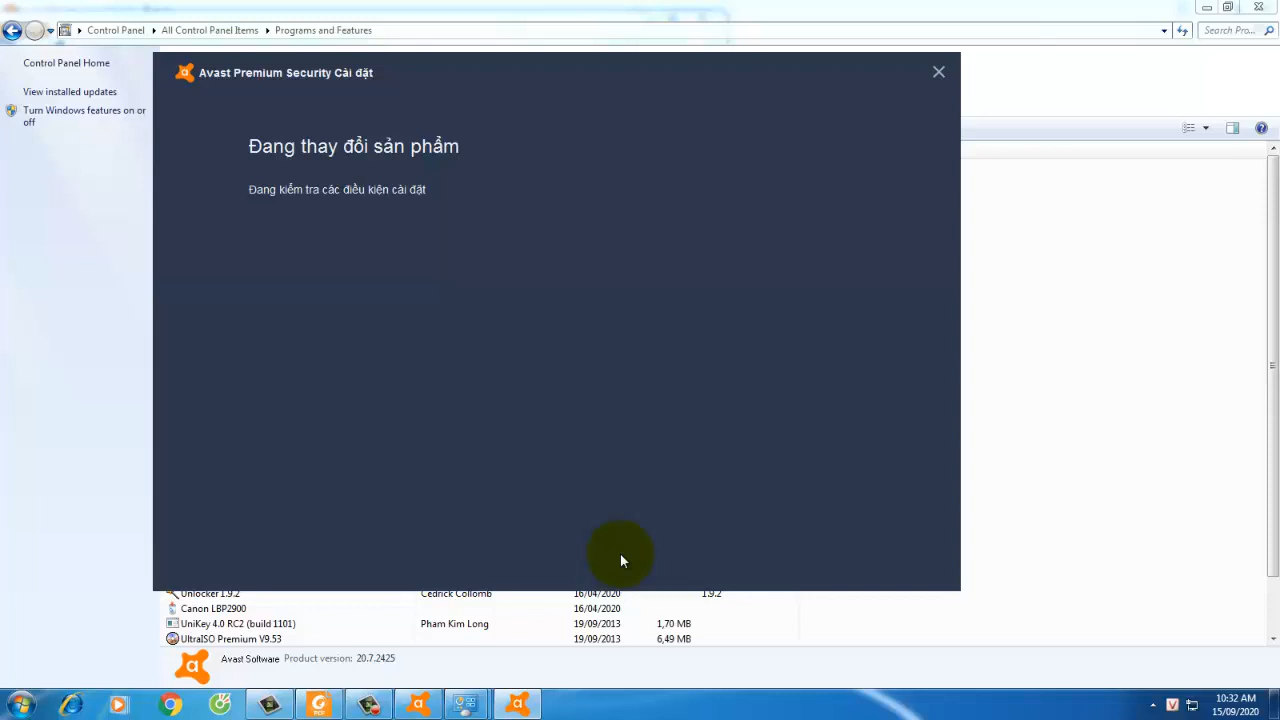 Control Panel
All Control Panel Items
Programs and Features
Search Pro...
Control Panel Home
View installed updates
Turn Windows features on or
off
Avast Premium Security Cài đặt
Đang thay đổi sản phẩm
Đang kiểm tra các điều kiện cài đặt
Unlocker 1.9.2 Cedrick Collomb 16/04/2020 1.9.2
Canon LBP2900 16/04/2020
UniKey 4.0 RC2 (build 1101) Pham Kim Long 19/09/2013 1,70 MB
UltraISO Premium V9.53 19/09/2013 6,49 MB
Avast Software Product version: 20.7.2425
10:32 AM
15/09/2020